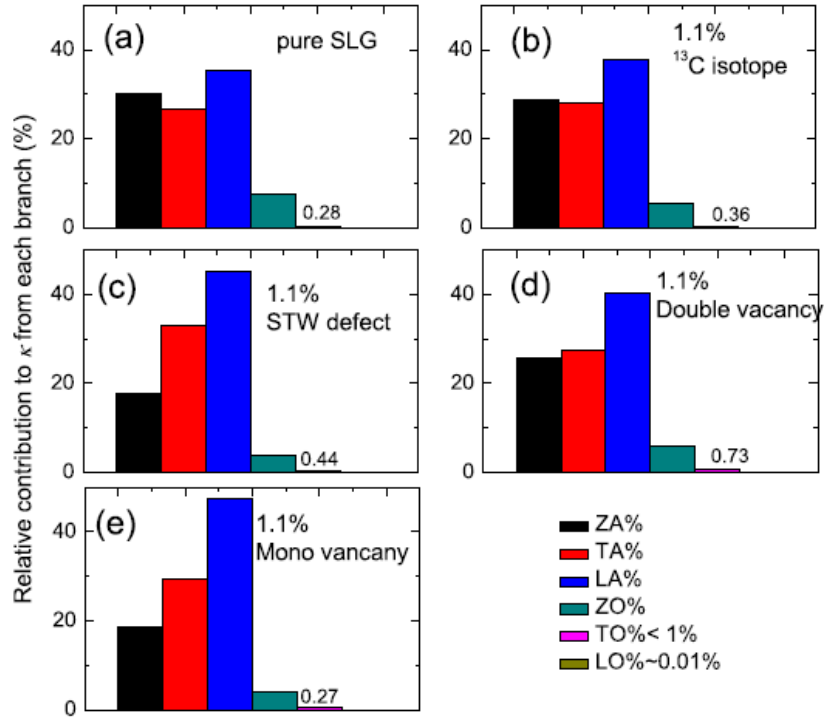 Relative contribution to κ from each branch (%)
(a)
pure SLG
40
20
0
0.28
(b)
1.1%
¹³C isotope
40
20
0
0.36
(c)
1.1%
STW defect
40
20
0
0.44
(d)
1.1%
Double vacancy
40
20
0
0.73
(e)
1.1%
Mono vancany
40
20
0
0.27
ZA%
TA%
LA%
ZO%
TO%< 1%
LO%~0.01%